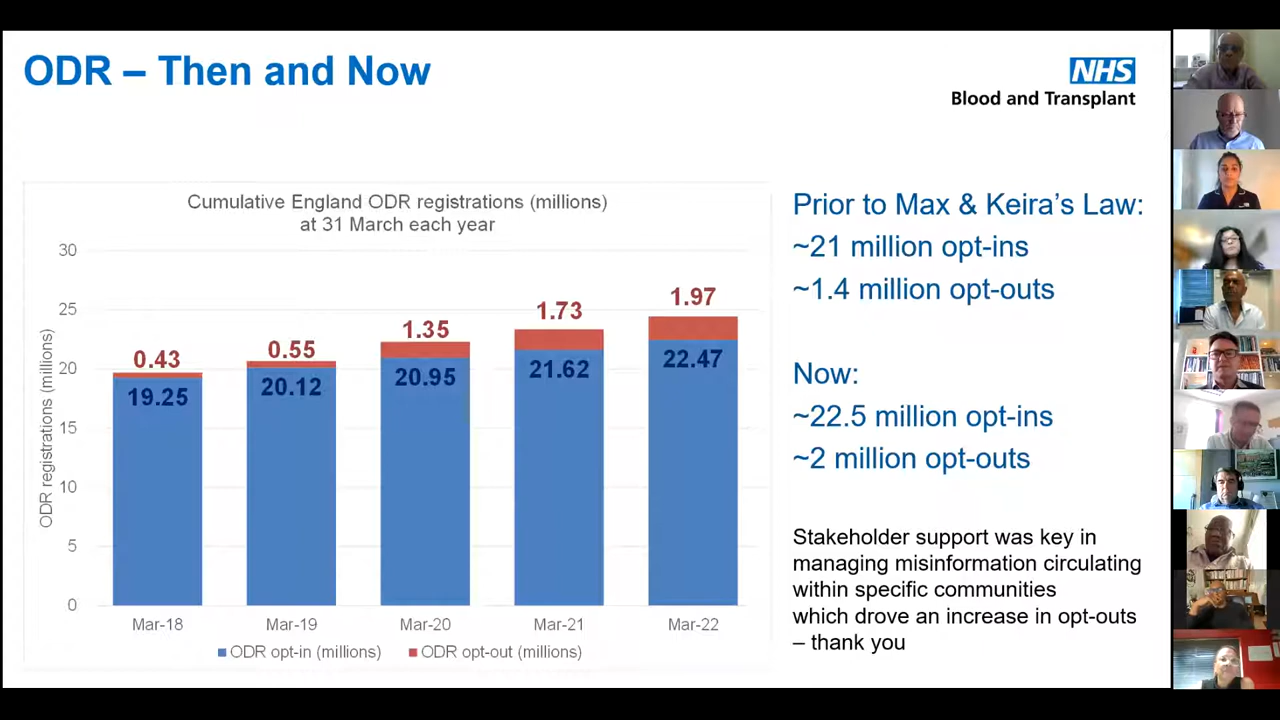 ODR – Then and Now
NHS
Blood and Transplant
Cumulative England ODR registrations (millions)
at 31 March each year
ODR registrations (millions)
30
25
20
15
10
5
0
0.43
19.25
0.55
20.12
1.35
20.95
1.73
21.62
1.97
22.47
Mar-18
Mar-19
Mar-20
Mar-21
Mar-22
ODR opt-in (millions)
ODR opt-out (millions)
Prior to Max & Keira's Law:
~21 million opt-ins
~1.4 million opt-outs
Now:
~22.5 million opt-ins
~2 million opt-outs
Stakeholder support was key in
managing misinformation circulating
within specific communities
which drove an increase in opt-outs
– thank you